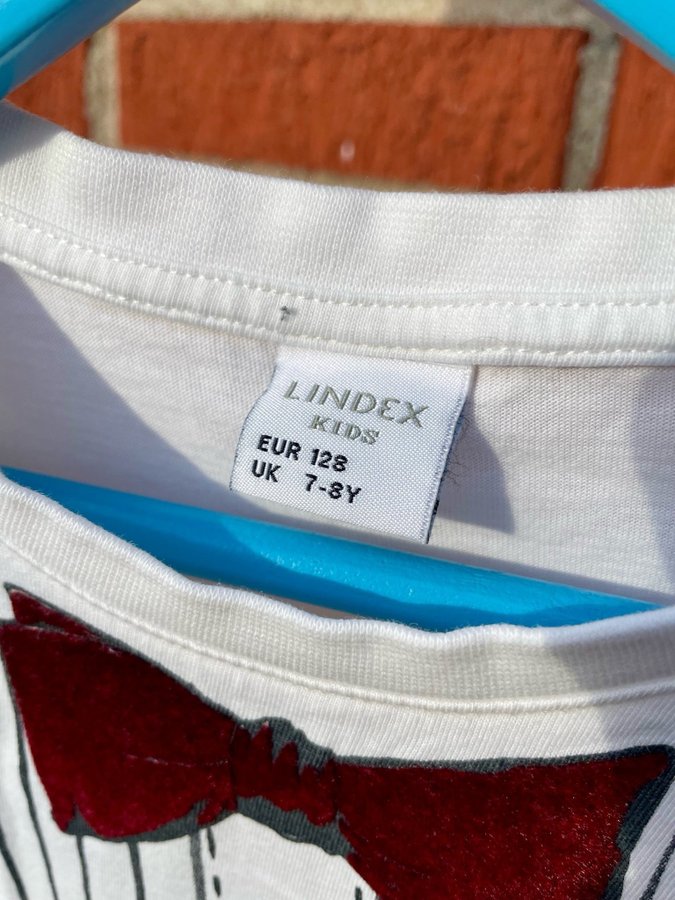 LINDEX
KIDS
EUR 128
UK 7-8Y